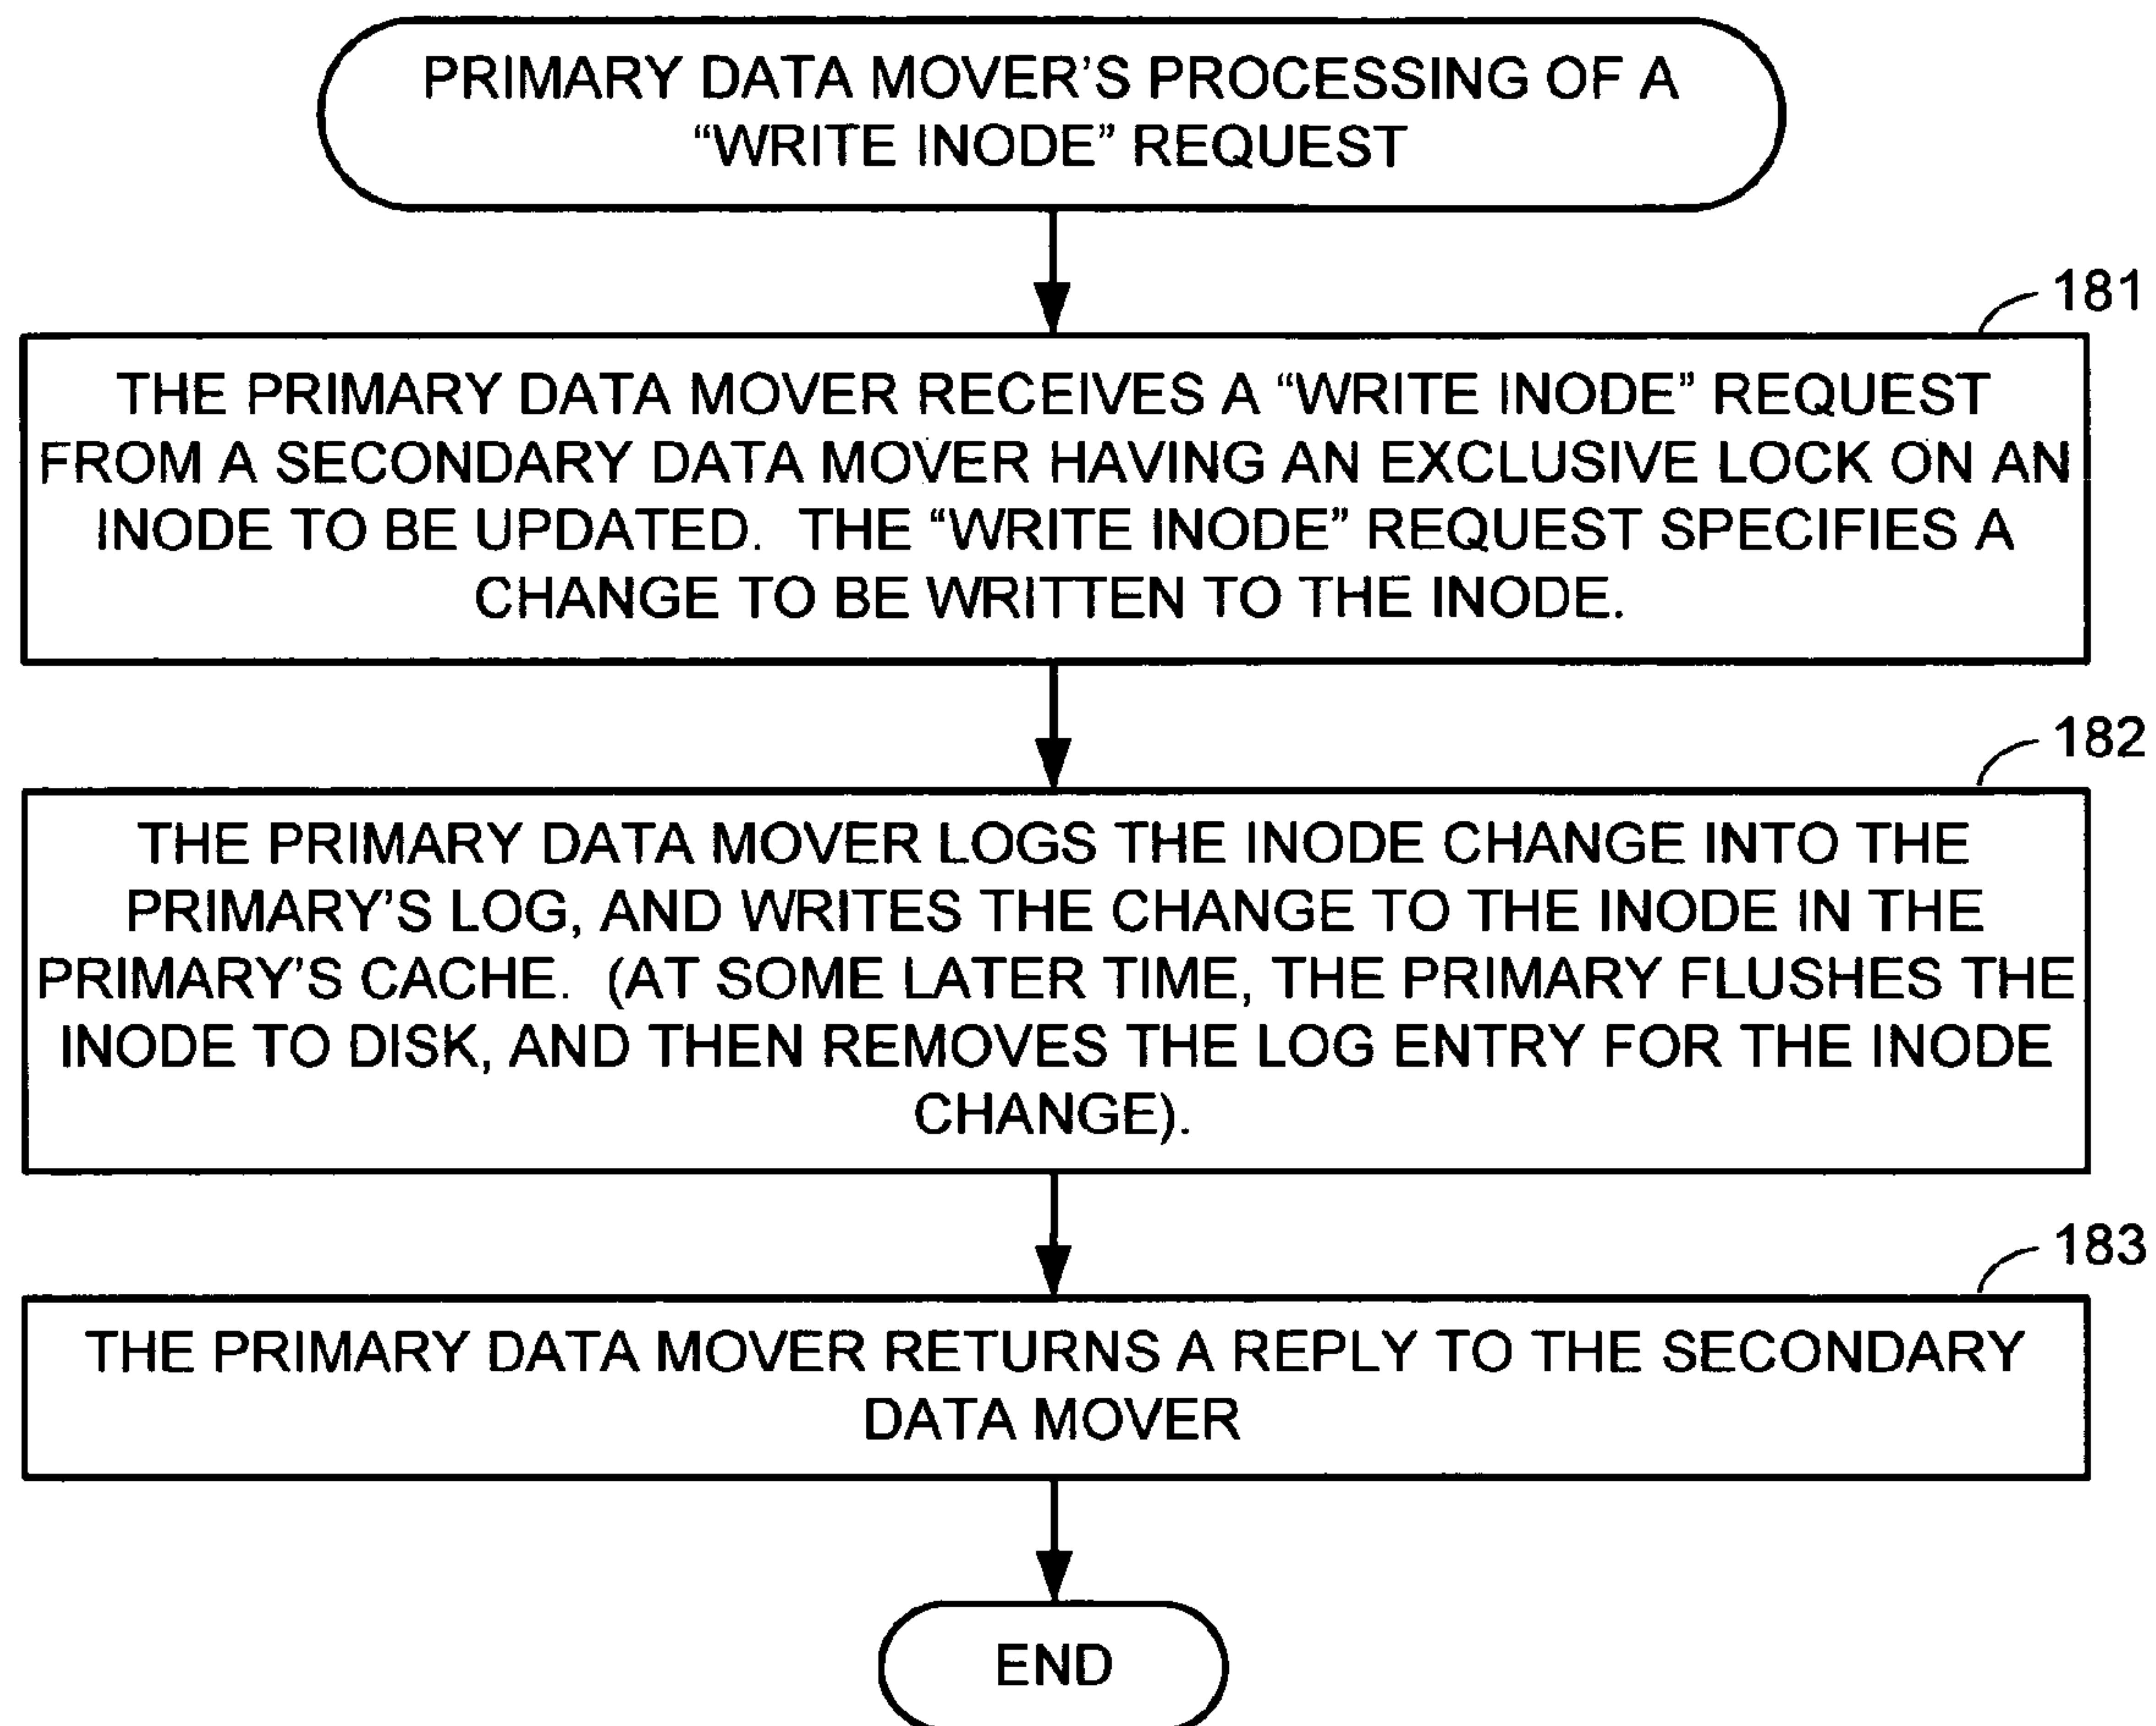 PRIMARY DATA MOVER'S PROCESSING OF A
“WRITE INODE” REQUEST
181
THE PRIMARY DATA MOVER RECEIVES A “WRITE INODE” REQUEST
FROM A SECONDARY DATA MOVER HAVING AN EXCLUSIVE LOCK ON AN
INODE TO BE UPDATED.  THE “WRITE INODE” REQUEST SPECIFIES A
CHANGE TO BE WRITTEN TO THE INODE.
182
THE PRIMARY DATA MOVER LOGS THE INODE CHANGE INTO THE
PRIMARY'S LOG, AND WRITES THE CHANGE TO THE INODE IN THE
PRIMARY'S CACHE.  (AT SOME LATER TIME, THE PRIMARY FLUSHES THE
INODE TO DISK, AND THEN REMOVES THE LOG ENTRY FOR THE INODE
CHANGE).
183
THE PRIMARY DATA MOVER RETURNS A REPLY TO THE SECONDARY
DATA MOVER
END